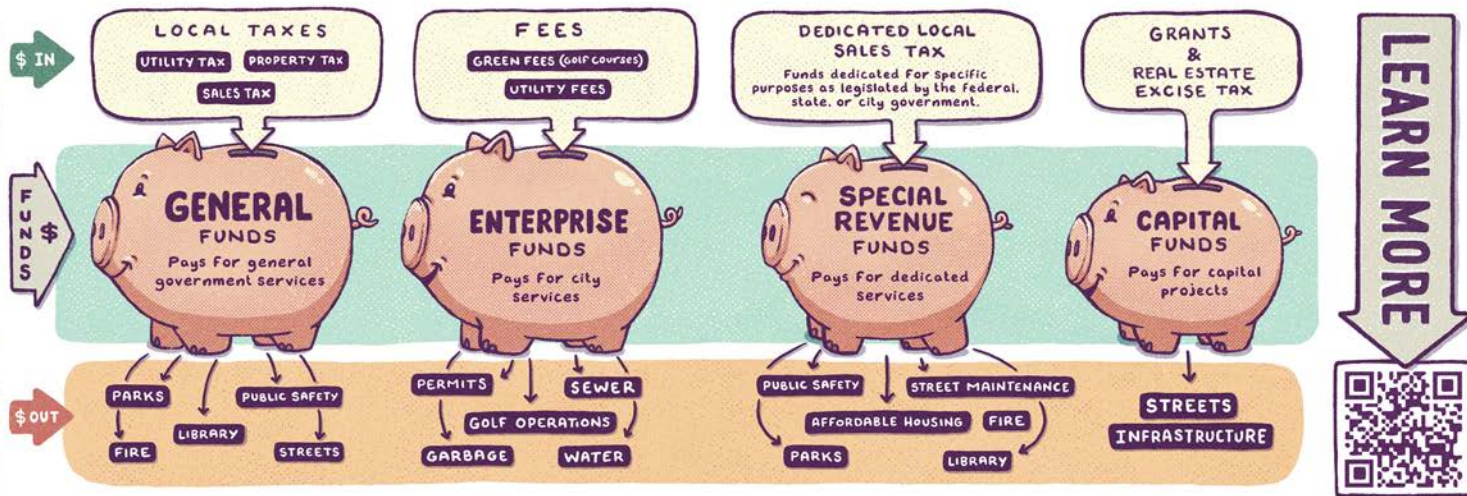 $ IN
LOCAL TAXES
UTILITY TAX PROPERTY TAX
SALES TAX
FEES
GREEN FEES (GOLF COURSES)
UTILITY FEES
DEDICATED LOCAL
SALES TAX
Funds dedicated for specific
purposes as legislated by the federal,
state, or city government.
GRANTS
&
REAL ESTATE
EXCISE TAX
FUNDS $
GENERAL
FUNDS
Pays for general
government services
ENTERPRISE
FUNDS
Pays for city
services
SPECIAL
REVENUE
FUNDS
Pays for dedicated
services
CAPITAL
FUNDS
Pays for capital
projects
$ OUT
PARKS
PUBLIC SAFETY
LIBRARY
FIRE
STREETS
PERMITS
SEWER
GOLF OPERATIONS
GARBAGE
WATER
PUBLIC SAFETY
STREET MAINTENANCE
AFFORDABLE HOUSING
FIRE
PARKS
LIBRARY
STREETS
INFRASTRUCTURE
LEARN MORE